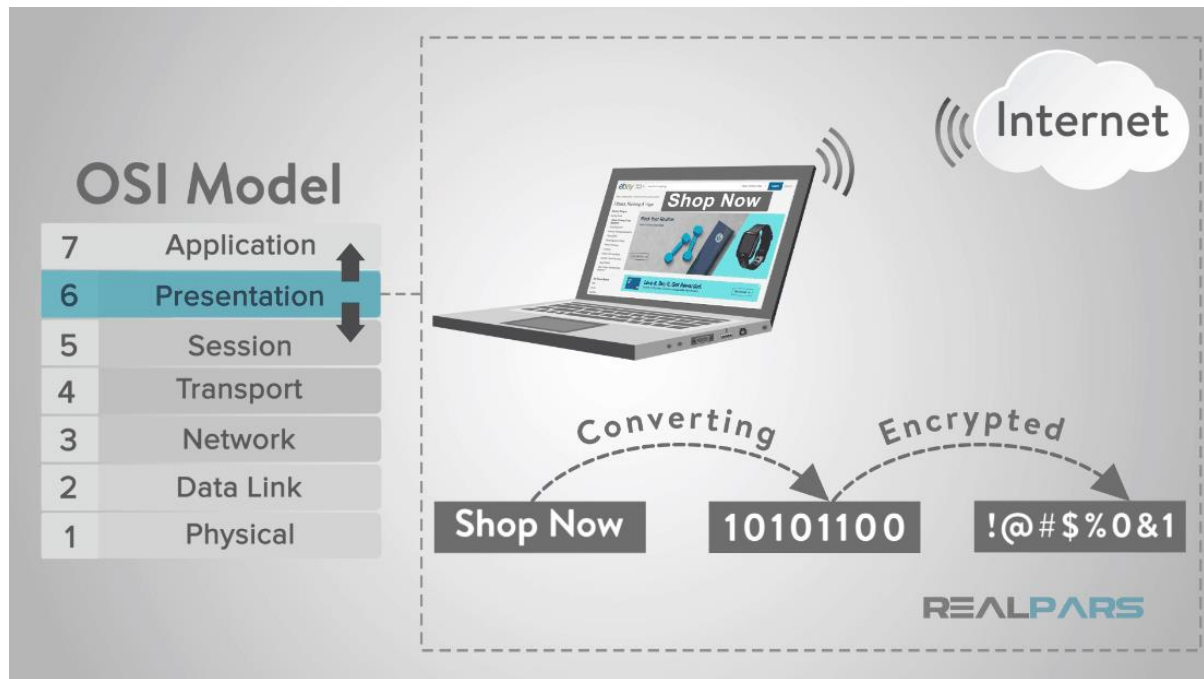 OSI Model
7 Application
6 Presentation
5 Session
4 Transport
3 Network
2 Data Link
1 Physical
Internet
ebay
Shop Now
Converting
Encrypted
Shop Now
10101100
!@#$%0&1
REALPARS